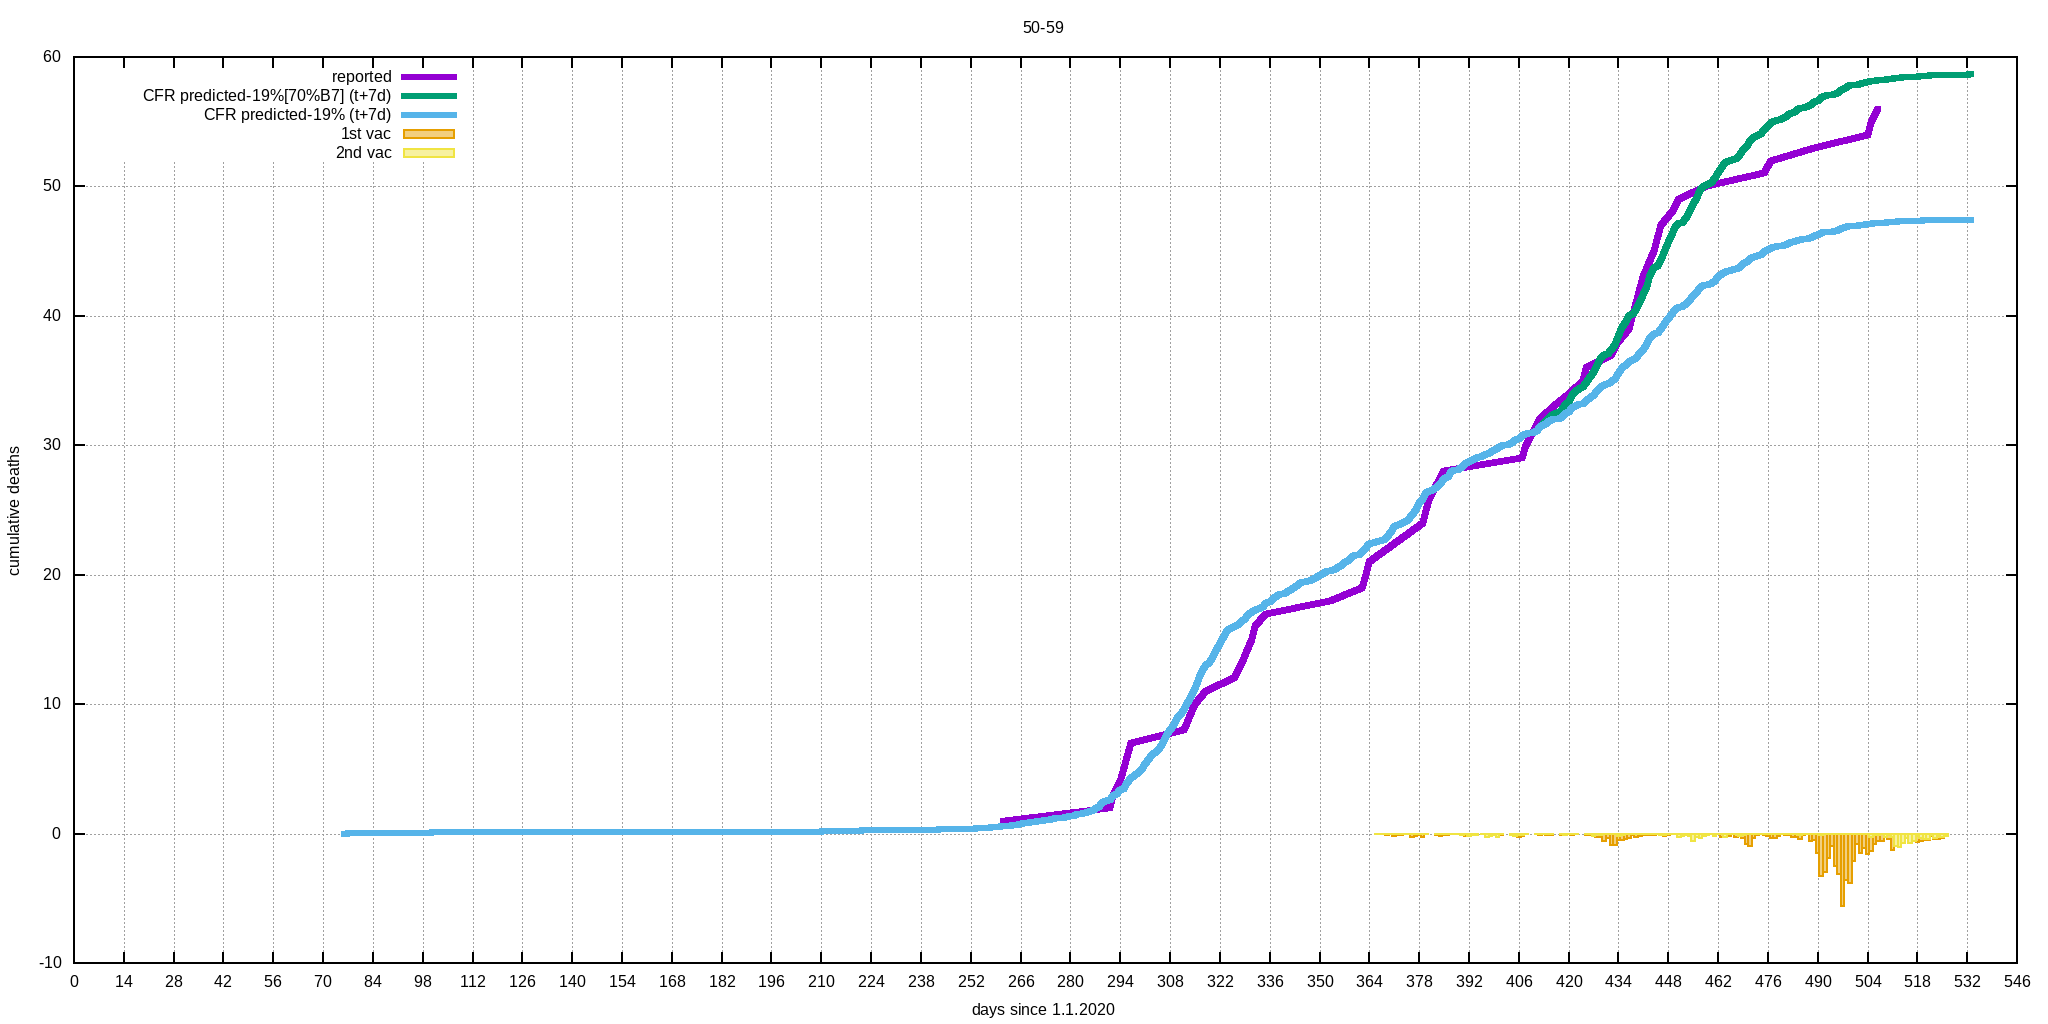 50-59
60
50
40
30
20
10
0
-10
reported
CFR predicted-19%[70%B7] (t+7d)
CFR predicted-19% (t+7d)
1st vac
2nd vac
cumulative deaths
0 14 28 42 56 70 84 98 112 126 140 154 168 182 196 210 224 238 252 266 280 294 308 322 336 350 364 378 392 406 420 434 448 462 476 490 504 518 532 546
days since 1.1.2020